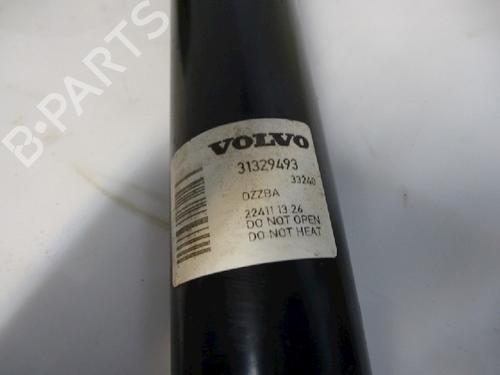 B-PARTS
VOLVO
31329493
33240
DZZBA
22411 13:26
DO NOT OPEN
DO NOT HEAT